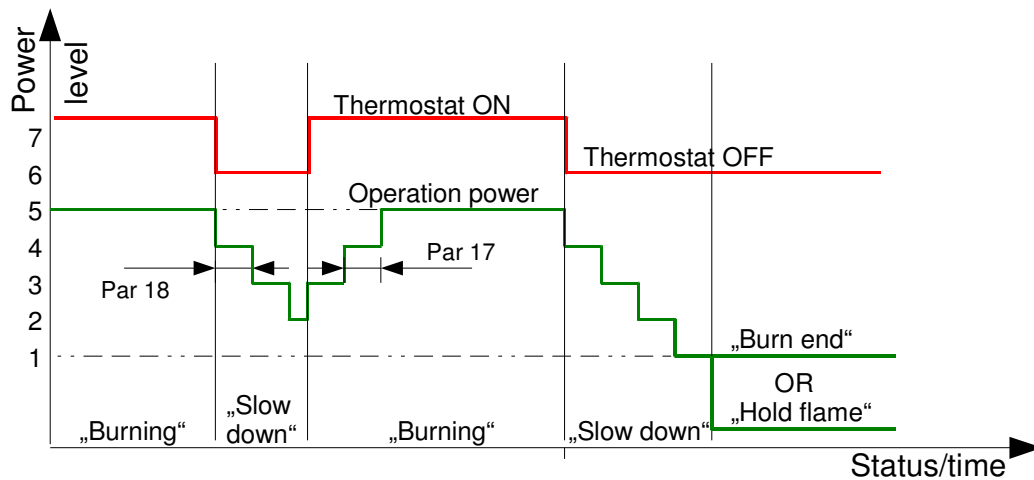 Power
level
7
6
5
4
3
2
1
Thermostat ON
Thermostat OFF
Operation power
Par 17
Par 18
„Burn end“
OR
„Hold flame“
„Burning“
„Slow
down“
„Burning“
„Slow down“
Status/time